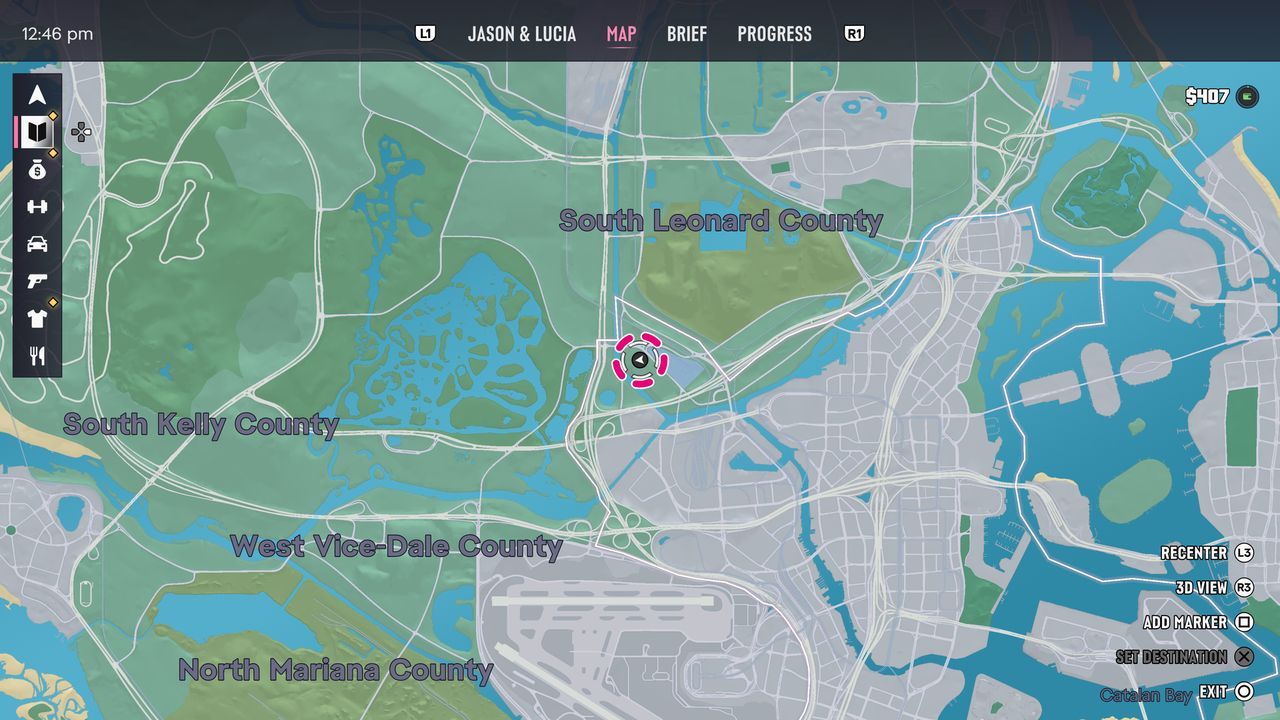 12:46 pm
L1 JASON & LUCIA MAP BRIEF PROGRESS R1
$407
South Leonard County
South Kelly County
West Vice-Dale County
North Mariana County
RECENTER L3
3D VIEW R3
ADD MARKER
SET DESTINATION
Catalan Bay
EXIT